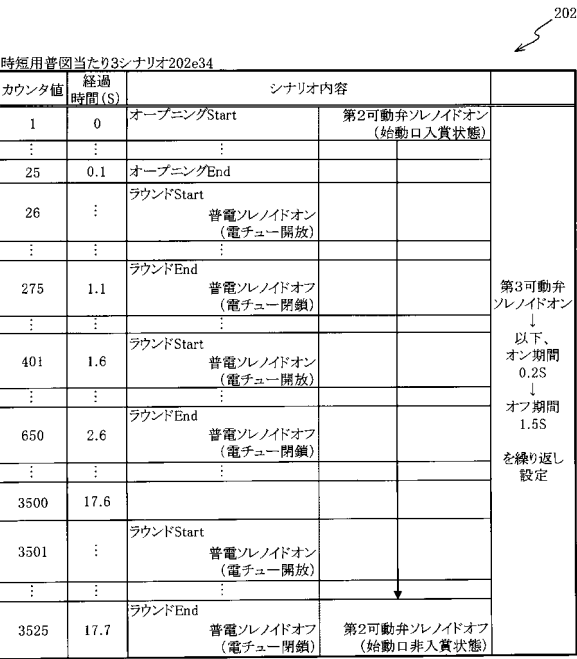 202
時短用普図当たり3シナリオ202e34
カウンタ値 経過時間(S) シナリオ内容
1 0 オープニングStart 第2可動弁ソレノイドオン
(始動口入賞状態)
⋮ ⋮ ⋮
25 0.1 オープニングEnd
26 ⋮ ラウンドStart
普電ソレノイドオン
(電チュー開放)
⋮ ⋮ ⋮
275 1.1 ラウンドEnd
普電ソレノイドオフ
(電チュー閉鎖)
⋮ ⋮ ⋮
401 1.6 ラウンドStart
普電ソレノイドオン
(電チュー開放)
⋮ ⋮ ⋮
650 2.6 ラウンドEnd
普電ソレノイドオフ
(電チュー閉鎖)
⋮ ⋮ ⋮
3500 17.6
3501 ⋮ ラウンドStart
普電ソレノイドオン
(電チュー開放)
⋮ ⋮ ⋮
3525 17.7 ラウンドEnd
普電ソレノイドオフ 第2可動弁ソレノイドオフ
(電チュー閉鎖) (始動口非入賞状態)
第3可動弁
ソレノイドオン
↓
以下、
オン期間
0.2S
↓
オフ期間
1.5S
を繰り返し
設定